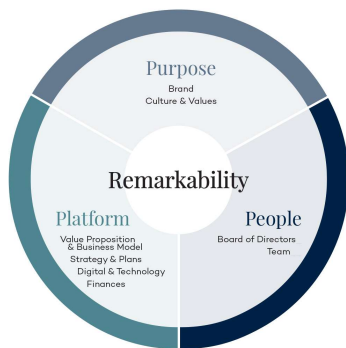 Purpose
Brand
Culture & Values
Remarkability
Platform
Value Proposition
& Business Model
Strategy & Plans
Digital & Technology
Finances
People
Board of Directors
Team